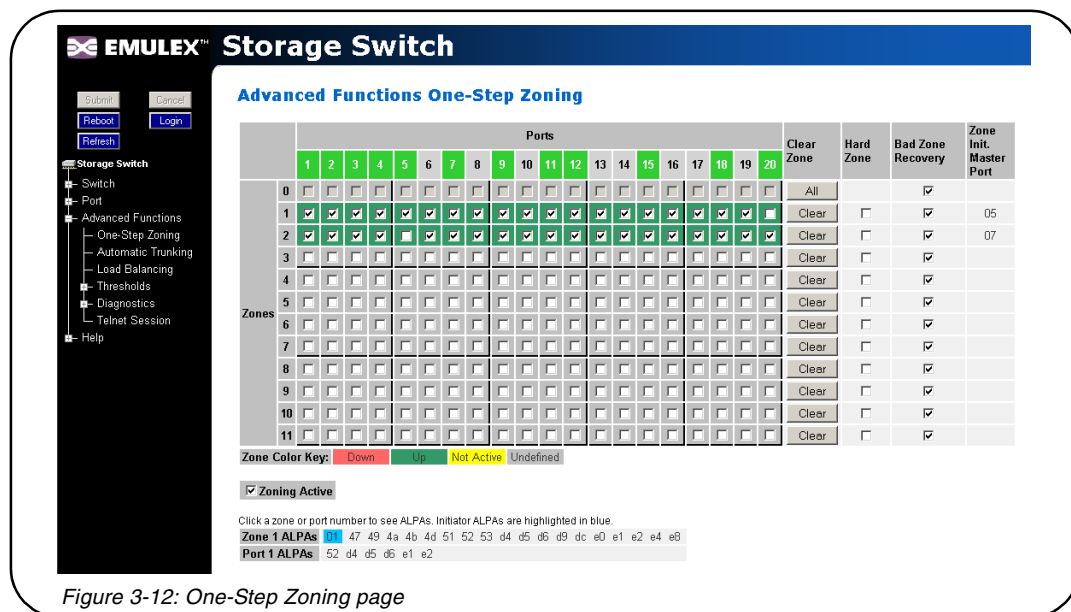 EMULEX™ Storage Switch
Submit Cancel
Reboot Login
Refresh
Storage Switch
Switch
Port
Advanced Functions
One-Step Zoning
Automatic Trunking
Load Balancing
Thresholds
Diagnostics
Telnet Session
Help
Advanced Functions One-Step Zoning
Ports
Clear Zone
Hard Zone
Bad Zone Recovery
Zone Init. Master Port
1 2 3 4 5 6 7 8 9 10 11 12 13 14 15 16 17 18 19 20
Zones
0 All
1 Clear 05
2 Clear 07
3 Clear
4 Clear
5 Clear
6 Clear
7 Clear
8 Clear
9 Clear
10 Clear
11 Clear
Zone Color Key: Down Up Not Active Undefined
Zoning Active
Click a zone or port number to see ALPAs. Initiator ALPAs are highlighted in blue.
Zone 1 ALPAs 01 47 49 4a 4b 4d 51 52 53 d4 d5 d6 d9 dc e0 e1 e2 e4 e8
Port 1 ALPAs 52 d4 d5 d6 e1 e2
Figure 3-12: One-Step Zoning page